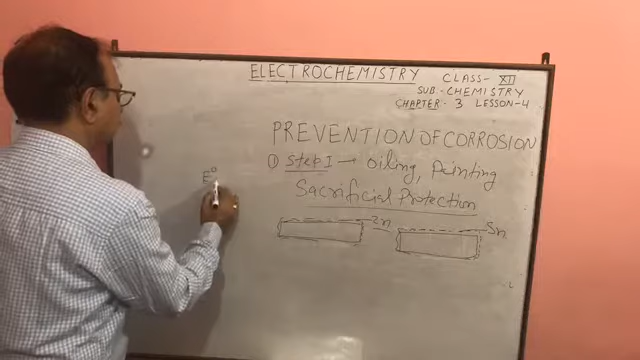 ELECTROCHEMISTRY CLASS- XII
SUB.- CHEMISTRY
CHAPTER. 3 LESSON-4
PREVENTION OF CORROSION
① Step I → Oiling, Painting
Sacrificial Protection
Zn
Sn
E°